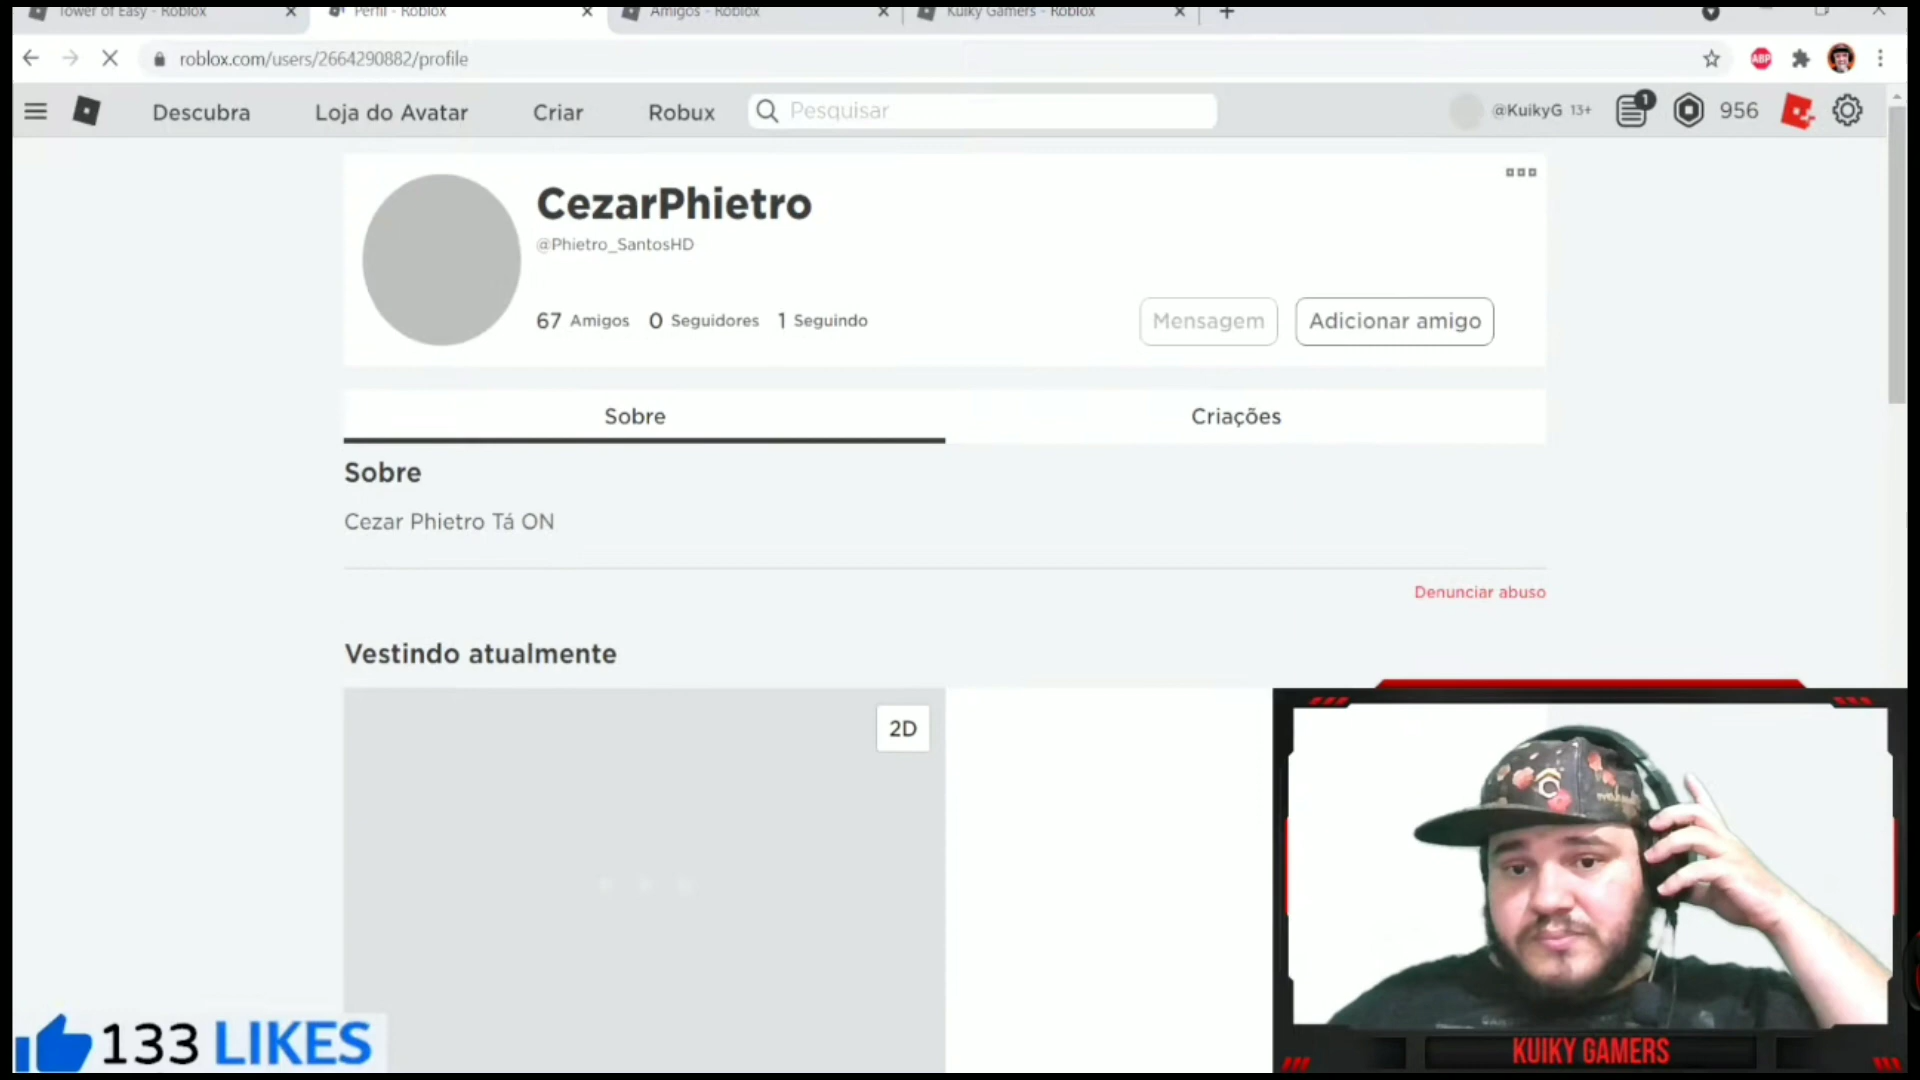 Tower of Easy - Roblox
Perfil - Roblox
Amigos - Roblox
Kuiky Gamers - Roblox
roblox.com/users/2664290882/profile
ABP
Descubra
Loja do Avatar
Criar
Robux
Pesquisar
@KuikyG 13+
1
956
CezarPhietro
@Phietro_SantosHD
67 Amigos 0 Seguidores 1 Seguindo
Mensagem
Adicionar amigo
Sobre
Criações
Sobre
Cezar Phietro Tá ON
Denunciar abuso
Vestindo atualmente
2D
133 LIKES
KUIKY GAMERS